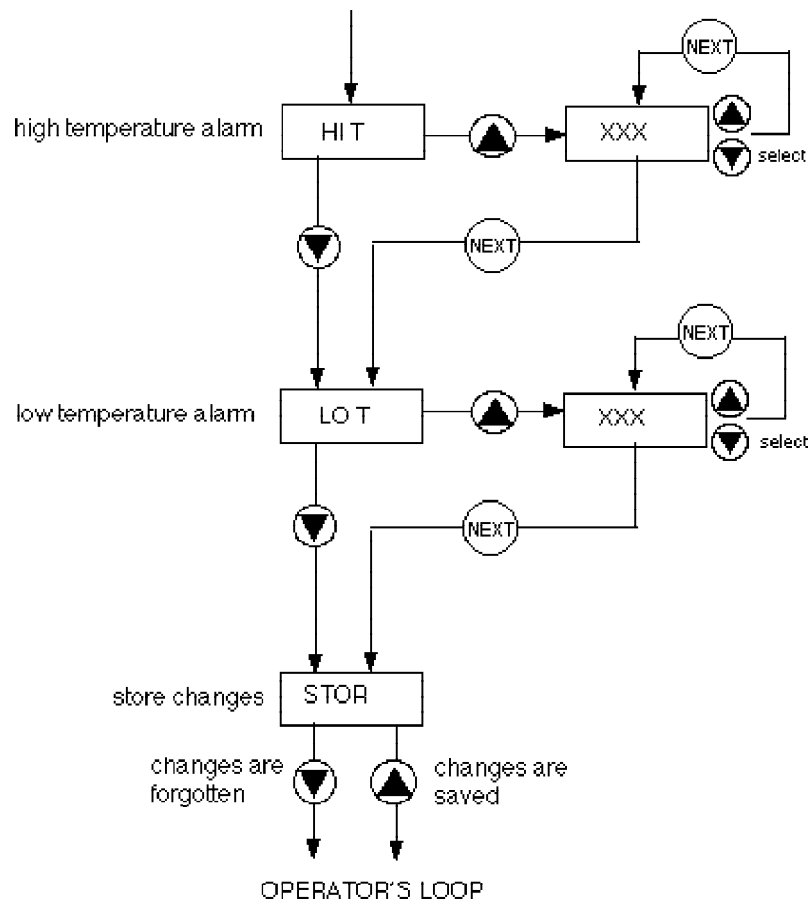 NEXT
high temperature alarm
HI T
XXX
select
NEXT
NEXT
low temperature alarm
LO T
XXX
select
NEXT
store changes
STOR
changes are
forgotten
changes are
saved
OPERATOR'S LOOP